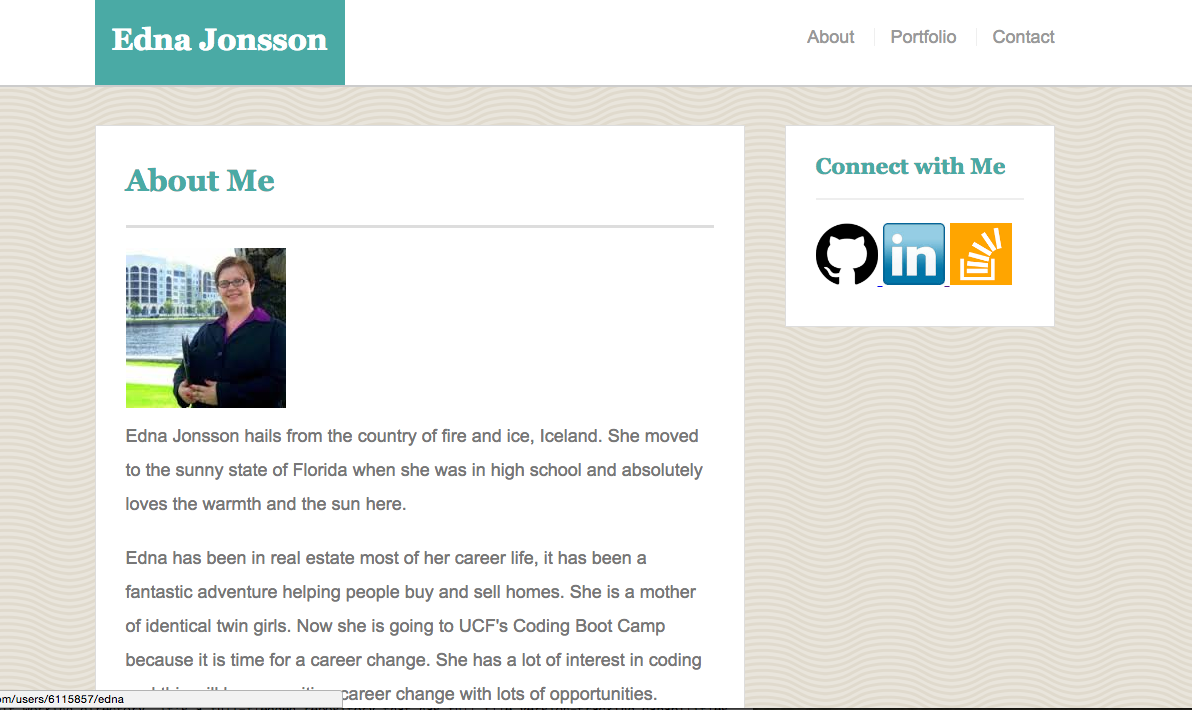 Edna Jonsson
About
Portfolio
Contact
About Me
Connect with Me
in
Edna Jonsson hails from the country of fire and ice, Iceland. She moved
to the sunny state of Florida when she was in high school and absolutely
loves the warmth and the sun here.
Edna has been in real estate most of her career life, it has been a
fantastic adventure helping people buy and sell homes. She is a mother
of identical twin girls. Now she is going to UCF's Coding Boot Camp
because it is time for a career change. She has a lot of interest in coding
career change with lots of opportunities.
om/users/6115857/edna